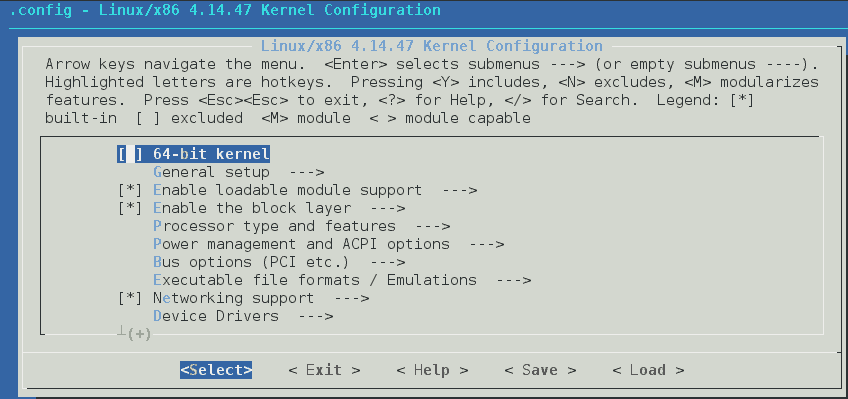 .config - Linux/x86 4.14.47 Kernel Configuration
Linux/x86 4.14.47 Kernel Configuration
Arrow keys navigate the menu.  <Enter> selects submenus ---> (or empty submenus ----).
Highlighted letters are hotkeys.  Pressing <Y> includes, <N> excludes, <M> modularizes
features.  Press <Esc><Esc> to exit, <?> for Help, </> for Search.  Legend: [*]
built-in  [ ] excluded  <M> module  < > module capable
[ ] 64-bit kernel
General setup  --->
[*] Enable loadable module support  --->
[*] Enable the block layer  --->
Processor type and features  --->
Power management and ACPI options  --->
Bus options (PCI etc.)  --->
Executable file formats / Emulations  --->
[*] Networking support  --->
Device Drivers  --->
┴(+)
<Select>    < Exit >    < Help >    < Save >    < Load >